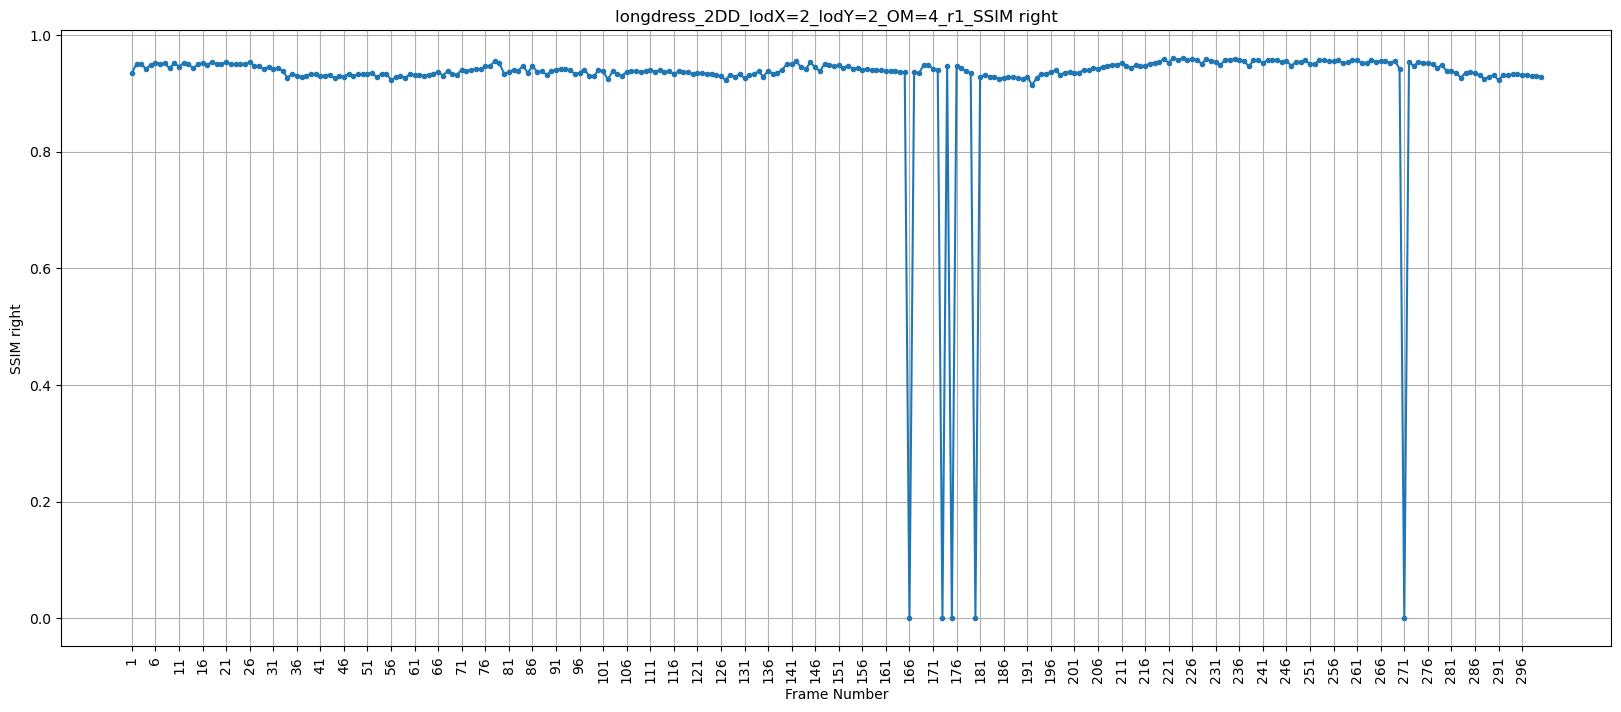 longdress_2DD_lodX=2_lodY=2_OM=4_r1_SSIM right
1.0
0.8
0.6
0.4
0.2
0.0
SSIM right
1 6 11 16 21 26 31 36 41 46 51 56 61 66 71 76 81 86 91 96 101 106 111 116 121 126 131 136 141 146 151 156 161 166 171 176 181 186 191 196 201 206 211 216 221 226 231 236 241 246 251 256 261 266 271 276 281 286 291 296
Frame Number